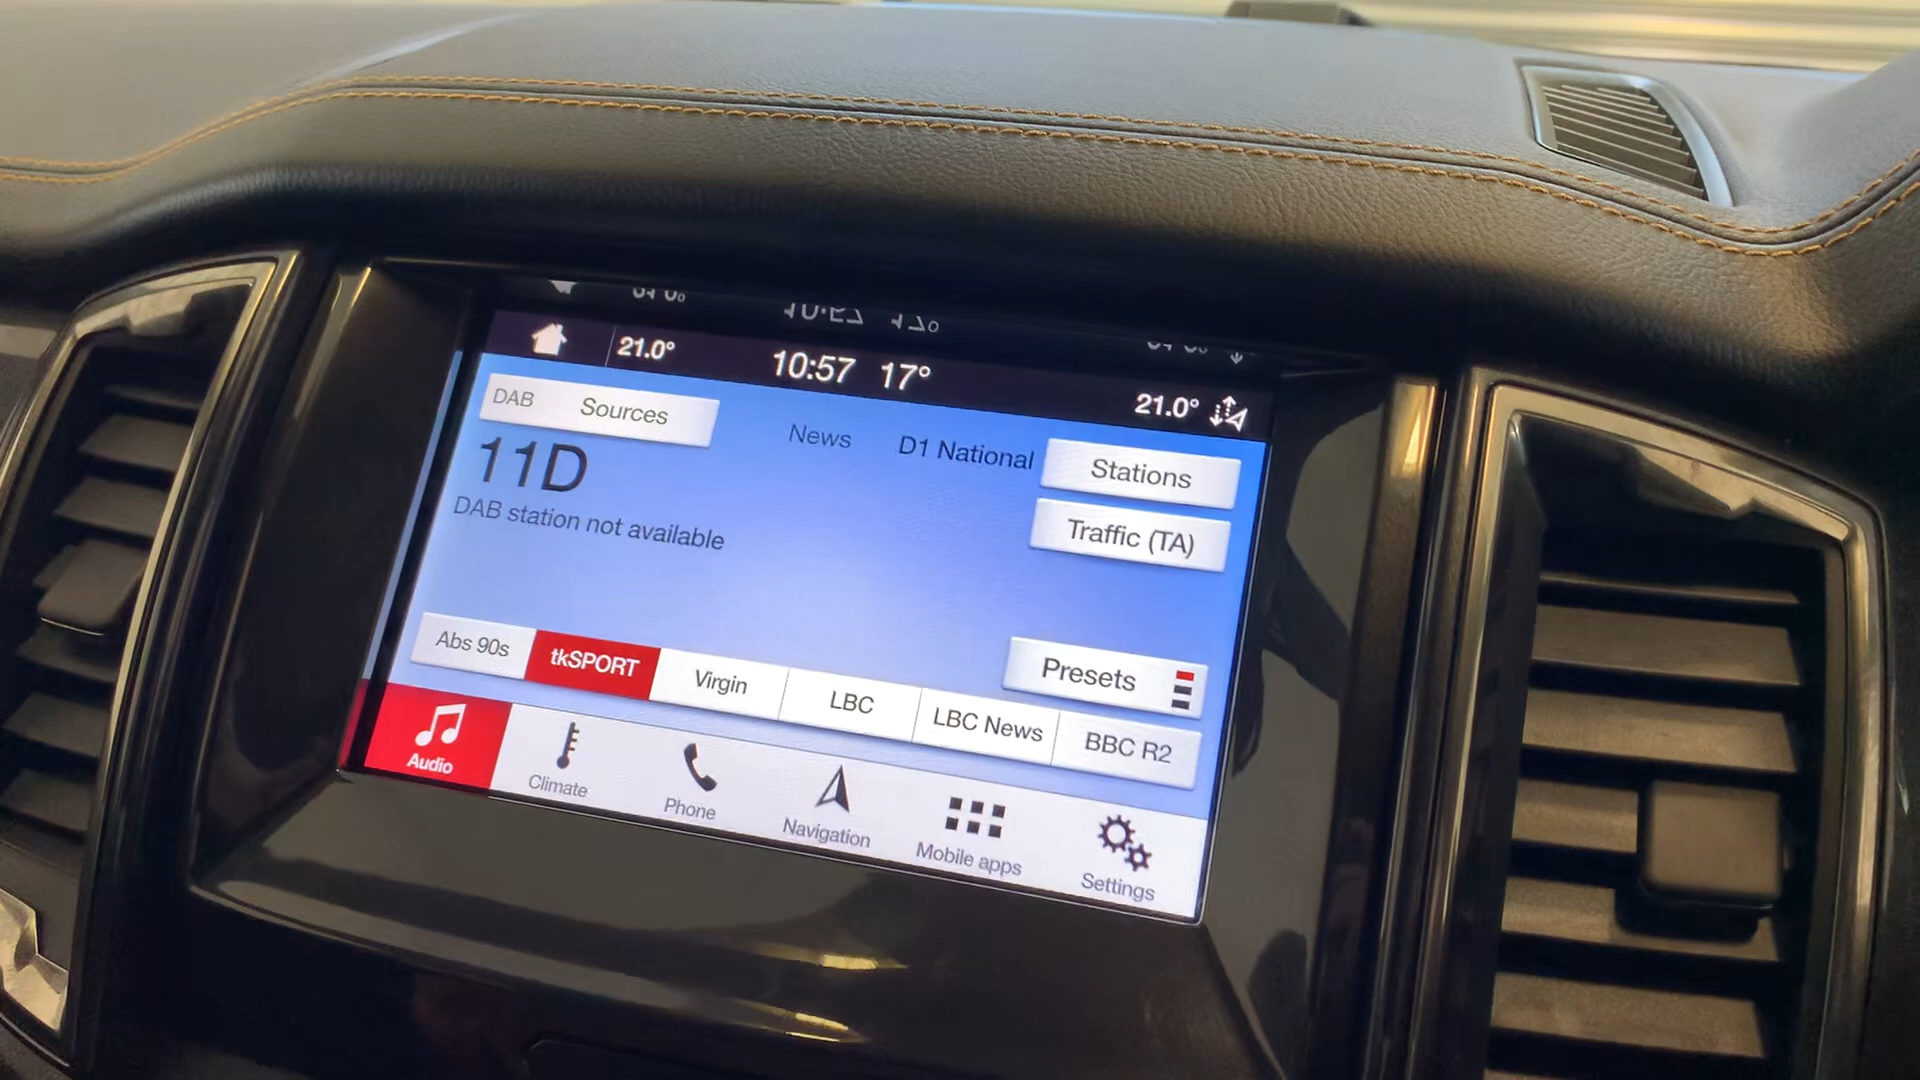 21.0° 10:57 17° 21.0°
DAB Sources News D1 National Stations
11D
DAB station not available
Traffic (TA)
Presets
Abs 90s tkSPORT Virgin LBC LBC News BBC R2
Audio Climate Phone Navigation Mobile apps Settings